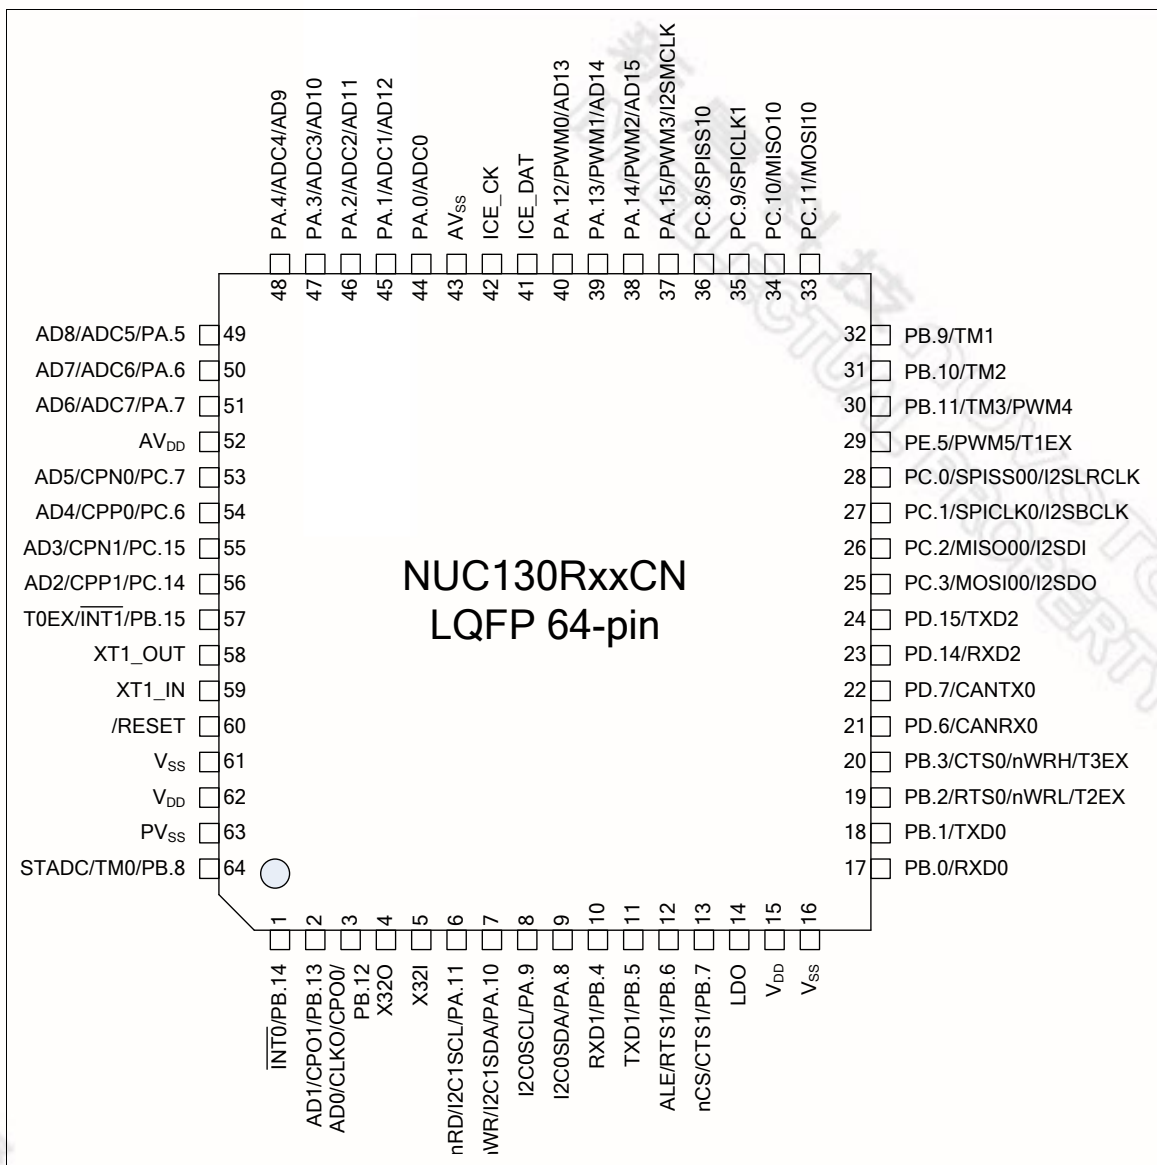 PA.4/ADC4/AD9
PA.3/ADC3/AD10
PA.2/ADC2/AD11
PA.1/ADC1/AD12
PA.0/ADC0
AVSS
ICE_CK
ICE_DAT
PA.12/PWM0/AD13
PA.13/PWM1/AD14
PA.14/PWM2/AD15
PA.15/PWM3/I2SMCLK
PC.8/SPISS10
PC.9/SPICLK1
PC.10/MISO10
PC.11/MOSI10
48 47 46 45 44 43 42 41 40 39 38 37 36 35 34 33
AD8/ADC5/PA.5 49
AD7/ADC6/PA.6 50
AD6/ADC7/PA.7 51
AVDD 52
AD5/CPN0/PC.7 53
AD4/CPP0/PC.6 54
AD3/CPN1/PC.15 55
AD2/CPP1/PC.14 56
T0EX/INT1/PB.15 57
XT1_OUT 58
XT1_IN 59
/RESET 60
VSS 61
VDD 62
PVSS 63
STADC/TM0/PB.8 64
NUC130RxxCN
LQFP 64-pin
32 PB.9/TM1
31 PB.10/TM2
30 PB.11/TM3/PWM4
29 PE.5/PWM5/T1EX
28 PC.0/SPISS00/I2SLRCLK
27 PC.1/SPICLK0/I2SBCLK
26 PC.2/MISO00/I2SDI
25 PC.3/MOSI00/I2SDO
24 PD.15/TXD2
23 PD.14/RXD2
22 PD.7/CANTX0
21 PD.6/CANRX0
20 PB.3/CTS0/nWRH/T3EX
19 PB.2/RTS0/nWRL/T2EX
18 PB.1/TXD0
17 PB.0/RXD0
1 2 3 4 5 6 7 8 9 10 11 12 13 14 15 16
INT0/PB.14
AD1/CPO1/PB.13
AD0/CLKO/CPO0/
PB.12
X32O
X32I
nRD/I2C1SCL/PA.11
nWR/I2C1SDA/PA.10
I2C0SCL/PA.9
I2C0SDA/PA.8
RXD1/PB.4
TXD1/PB.5
ALE/RTS1/PB.6
nCS/CTS1/PB.7
LDO
VDD
VSS
新唐科技 nuvoTon
INTELLECTUAL PROPERTY